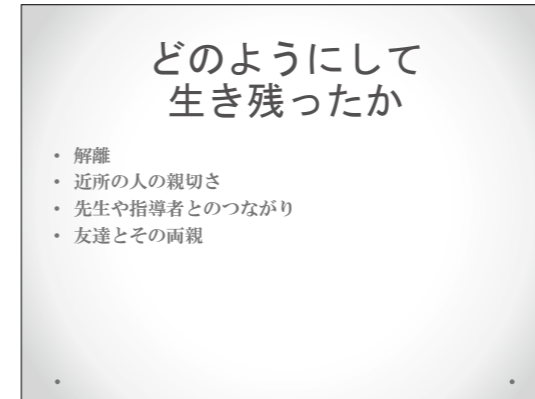 どのようにして
生き残ったか
• 解離
• 近所の人の親切さ
• 先生や指導者とのつながり
• 友達とその両親